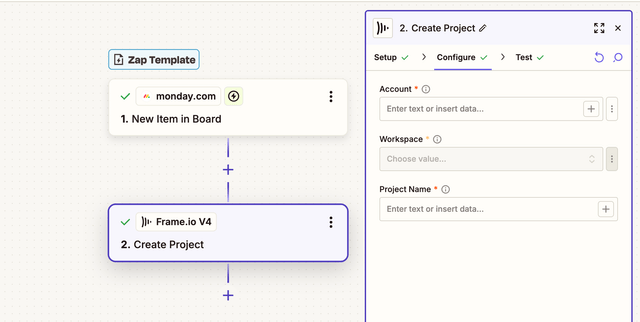 Zap Template
monday.com
1. New Item in Board
Frame.io V4
2. Create Project
2. Create Project
Setup
Configure
Test
Account *
Enter text or insert data...
Workspace *
Choose value...
Project Name *
Enter text or insert data...